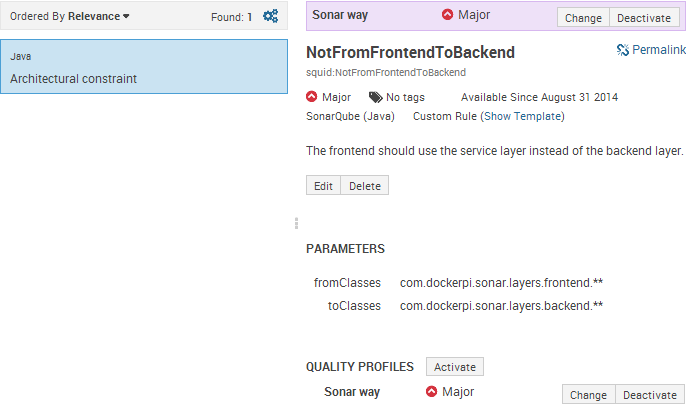 Ordered By Relevance
Found: 1
Java
Architectural constraint
Sonar way
Major
Change
Deactivate
NotFromFrontendToBackend
Permalink
squid:NotFromFrontendToBackend
Major
No tags
Available Since August 31 2014
SonarQube (Java)
Custom Rule (Show Template)
The frontend should use the service layer instead of the backend layer.
Edit
Delete
PARAMETERS
fromClasses com.dockerpi.sonar.layers.frontend.**
toClasses com.dockerpi.sonar.layers.backend.**
QUALITY PROFILES
Activate
Sonar way
Major
Change
Deactivate